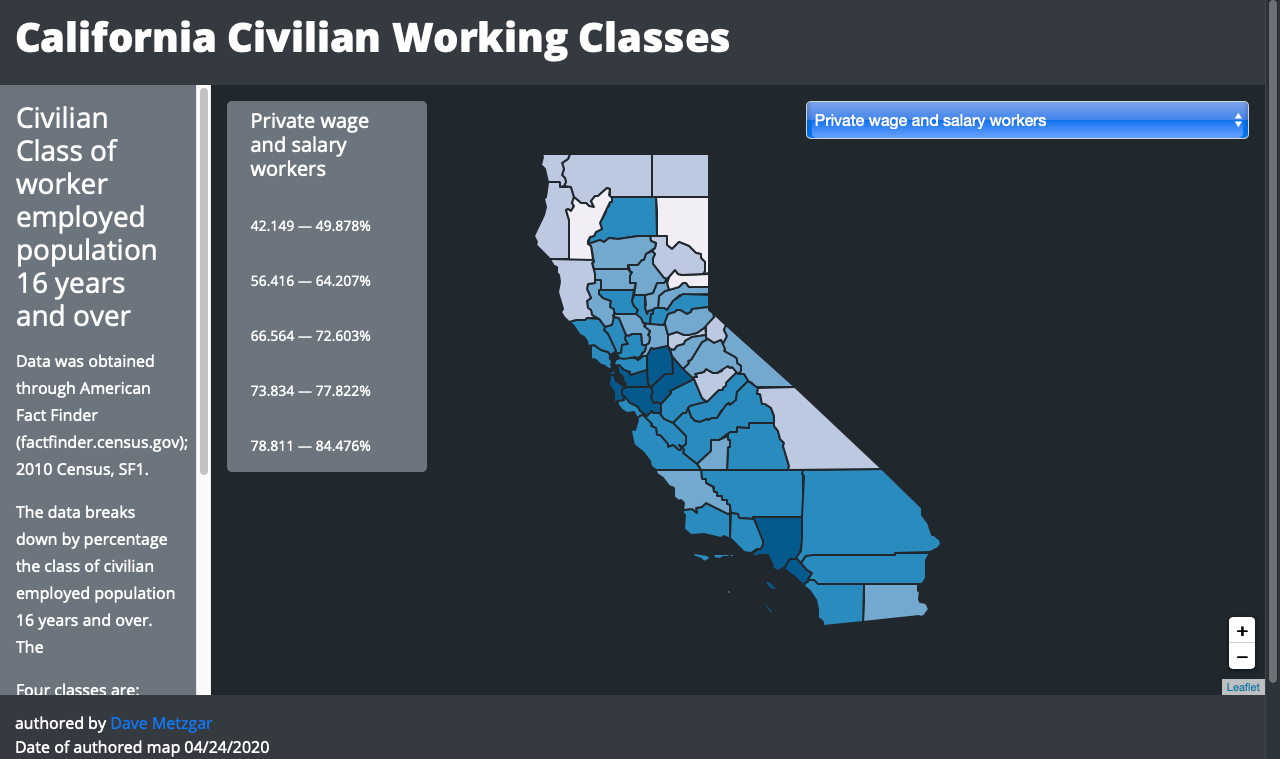 California Civilian Working Classes
Civilian
Class of
worker
employed
population
16 years
and over
Data was obtained
through American
Fact Finder
(factfinder.census.gov);
2010 Census, SF1.
The data breaks
down by percentage
the class of civilian
employed population
16 years and over.
The
Four classes are:
Private wage
and salary
workers
42.149 — 49.878%
56.416 — 64.207%
66.564 — 72.603%
73.834 — 77.822%
78.811 — 84.476%
Private wage and salary workers
+
−
Leaflet
authored by Dave Metzgar
Date of authored map 04/24/2020